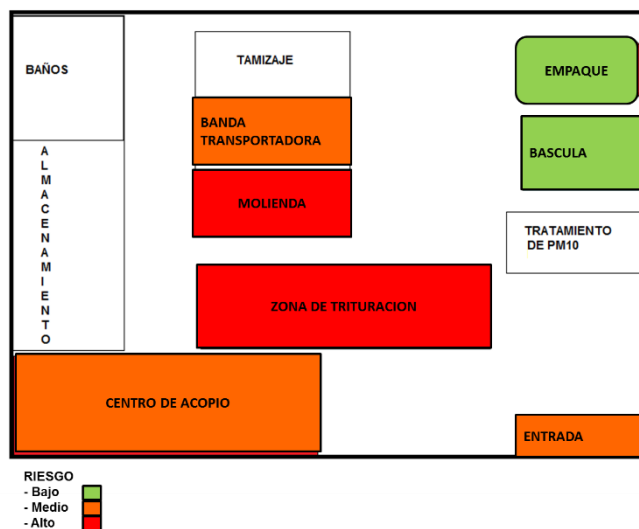 BAÑOS
TAMIZAJE
EMPAQUE
BANDA
TRANSPORTADORA
BASCULA
ALMACENAMIENTO
MOLIENDA
TRATAMIENTO
DE PM10
ZONA DE TRITURACION
CENTRO DE ACOPIO
ENTRADA
RIESGO
- Bajo
- Medio
- Alto